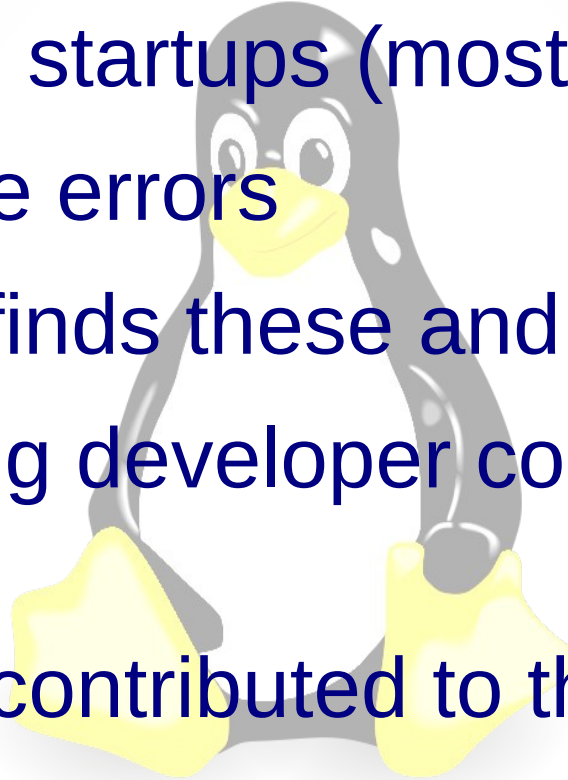 startups (most
e errors
finds these and
g developer co
contributed to th